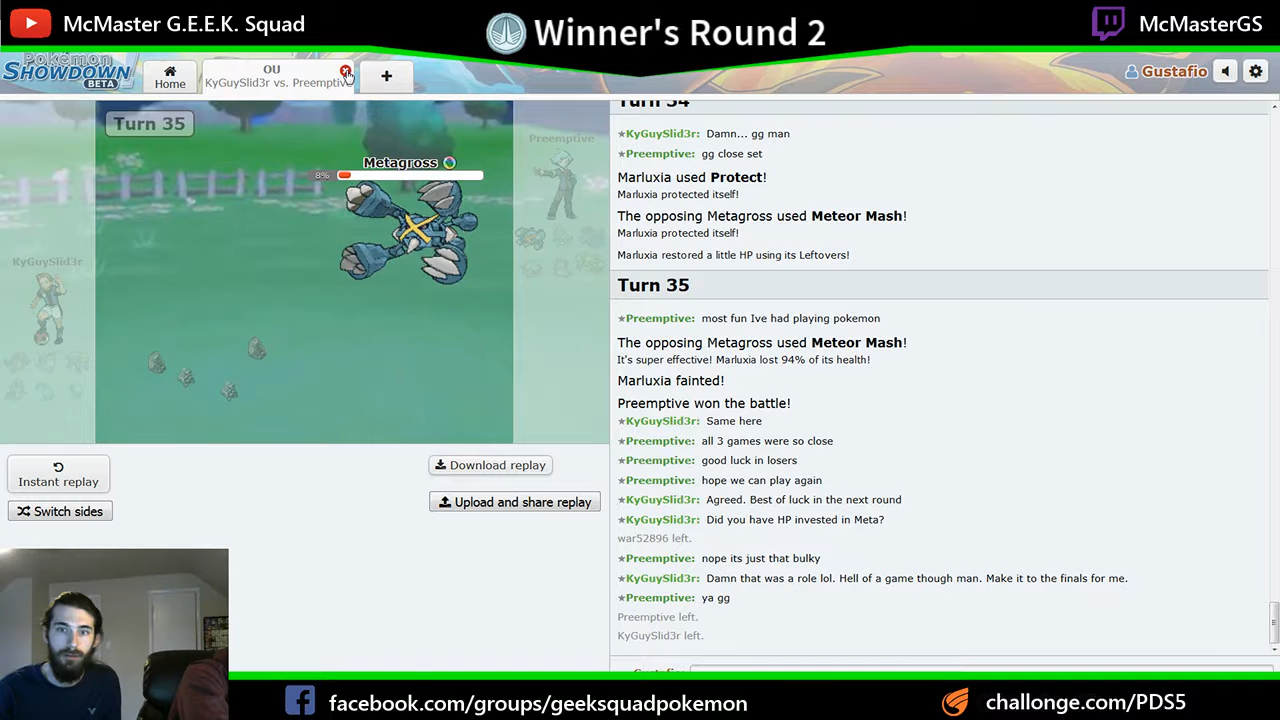 McMaster G.E.E.K. Squad
Winner's Round 2
McMasterGS
Pokémon
SHOWDOWN
BETA
Home
OU
KyGuySlid3r vs. Preemptive
+
Gustafio
Turn 35
Metagross
8%
Preemptive
KyGuySlid3r
Turn 34
★KyGuySlid3r: Damn... gg man
★Preemptive: gg close set
Marluxia used Protect!
Marluxia protected itself!
The opposing Metagross used Meteor Mash!
Marluxia protected itself!
Marluxia restored a little HP using its Leftovers!
Turn 35
★Preemptive: most fun Ive had playing pokemon
The opposing Metagross used Meteor Mash!
It's super effective! Marluxia lost 94% of its health!
Marluxia fainted!
Preemptive won the battle!
★KyGuySlid3r: Same here
★Preemptive: all 3 games were so close
★Preemptive: good luck in losers
★Preemptive: hope we can play again
★KyGuySlid3r: Agreed. Best of luck in the next round
★KyGuySlid3r: Did you have HP invested in Meta?
war52896 left.
★Preemptive: nope its just that bulky
★KyGuySlid3r: Damn that was a role lol. Hell of a game though man. Make it to the finals for me.
★Preemptive: ya gg
Preemptive left.
KyGuySlid3r left.
Instant replay
Switch sides
Download replay
Upload and share replay
facebook.com/groups/geeksquadpokemon
challonge.com/PDS5